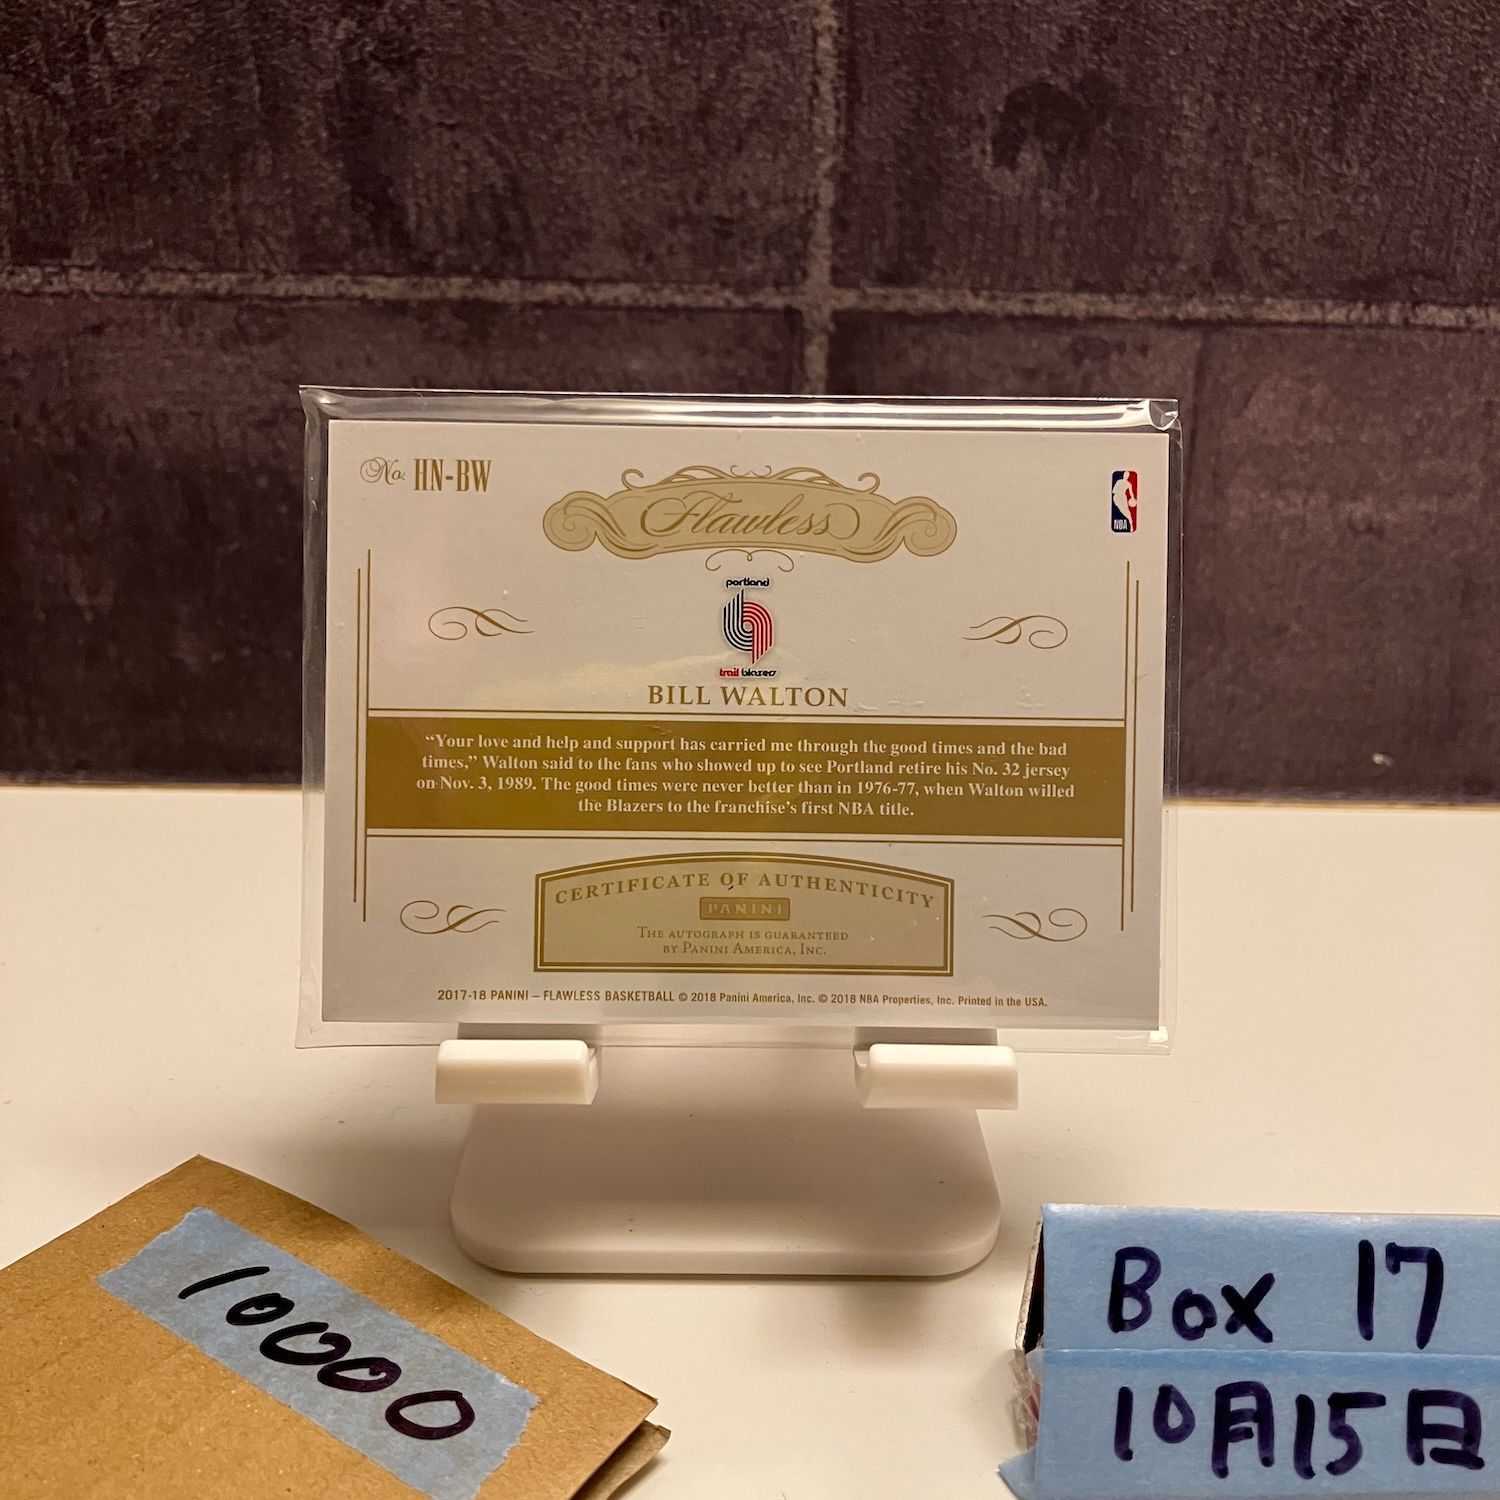 No. HN-BW
Flawless
NBA
portland
trail blazers
BILL WALTON
“Your love and help and support has carried me through the good times and the bad
times,” Walton said to the fans who showed up to see Portland retire his No. 32 jersey
on Nov. 3, 1989. The good times were never better than in 1976-77, when Walton willed
the Blazers to the franchise’s first NBA title.
CERTIFICATE OF AUTHENTICITY
PANINI
THE AUTOGRAPH IS GUARANTEED
BY PANINI AMERICA, INC.
2017-18 PANINI – FLAWLESS BASKETBALL © 2018 Panini America, Inc. © 2018 NBA Properties, Inc. Printed in the USA.
10000
Box 17
10月15日